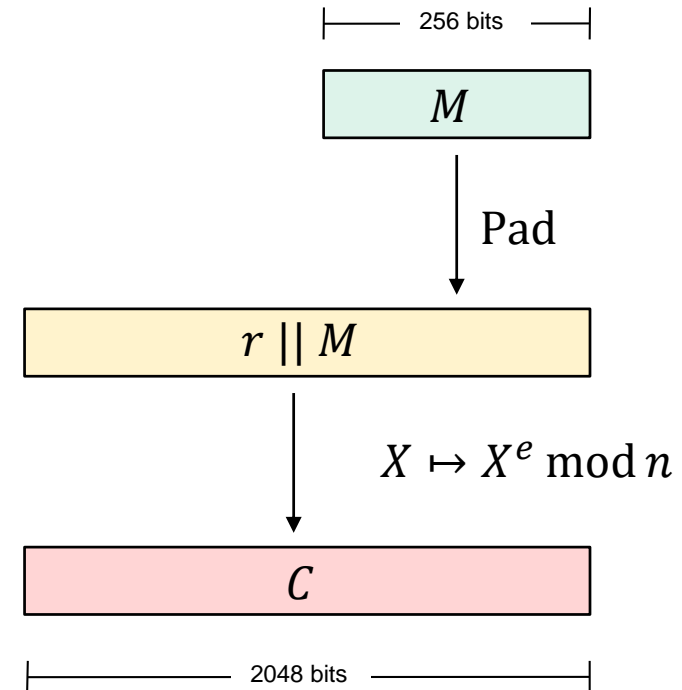 256 bits
M
Pad
r || M
X ↦ X^e mod n
C
2048 bits